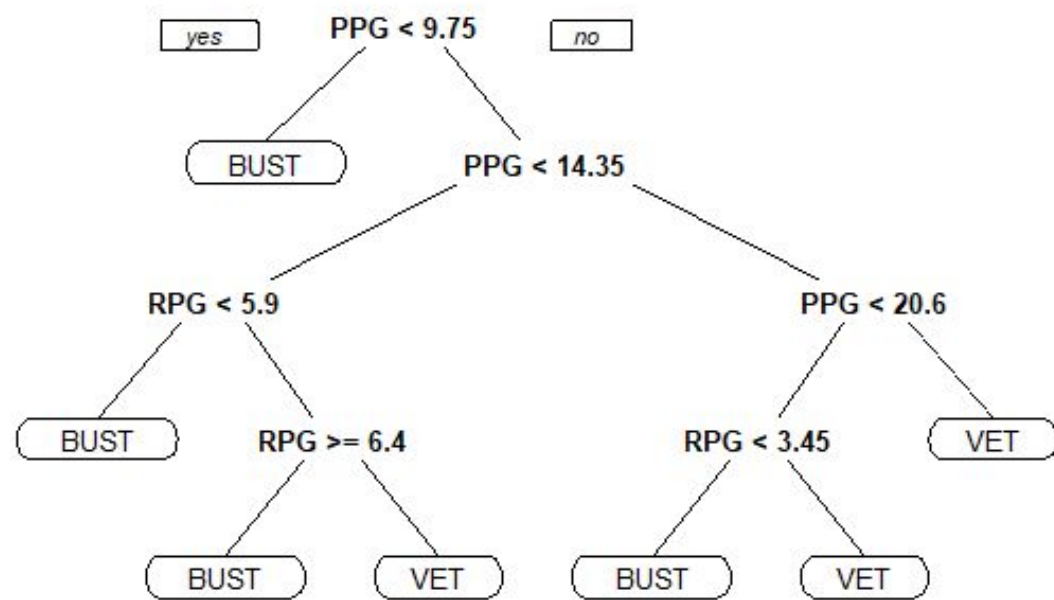 yes PPG < 9.75 no
BUST PPG < 14.35
RPG < 5.9 PPG < 20.6
BUST RPG >= 6.4 RPG < 3.45 VET
BUST VET BUST VET